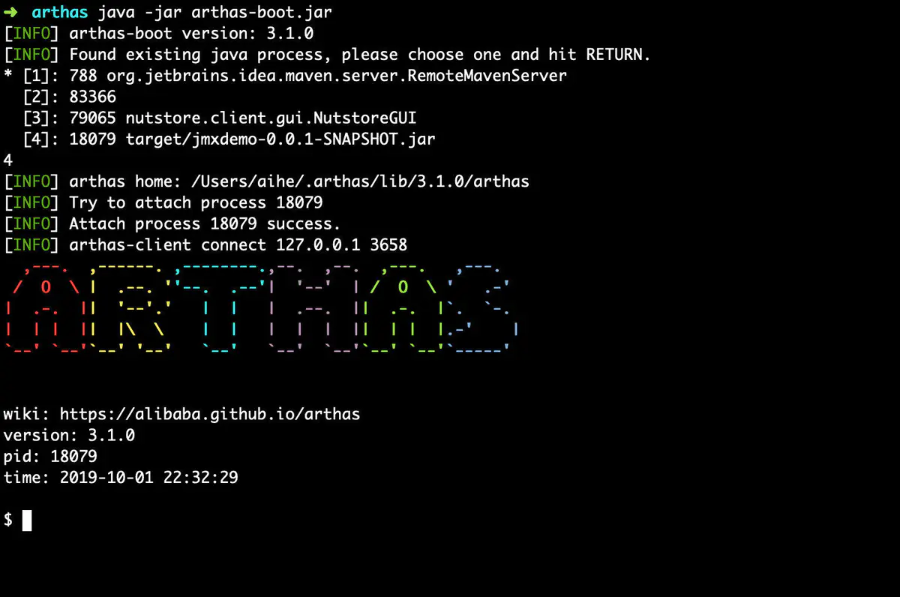 ➜ arthas java -jar arthas-boot.jar
[INFO] arthas-boot version: 3.1.0
[INFO] Found existing java process, please choose one and hit RETURN.
* [1]: 788 org.jetbrains.idea.maven.server.RemoteMavenServer
[2]: 83366
[3]: 79065 nutstore.client.gui.NutstoreGUI
[4]: 18079 target/jmxdemo-0.0.1-SNAPSHOT.jar
4
[INFO] arthas home: /Users/aihe/.arthas/lib/3.1.0/arthas
[INFO] Try to attach process 18079
[INFO] Attach process 18079 success.
[INFO] arthas-client connect 127.0.0.1 3658
ARTHAS
wiki: https://alibaba.github.io/arthas
version: 3.1.0
pid: 18079
time: 2019-10-01 22:32:29
$